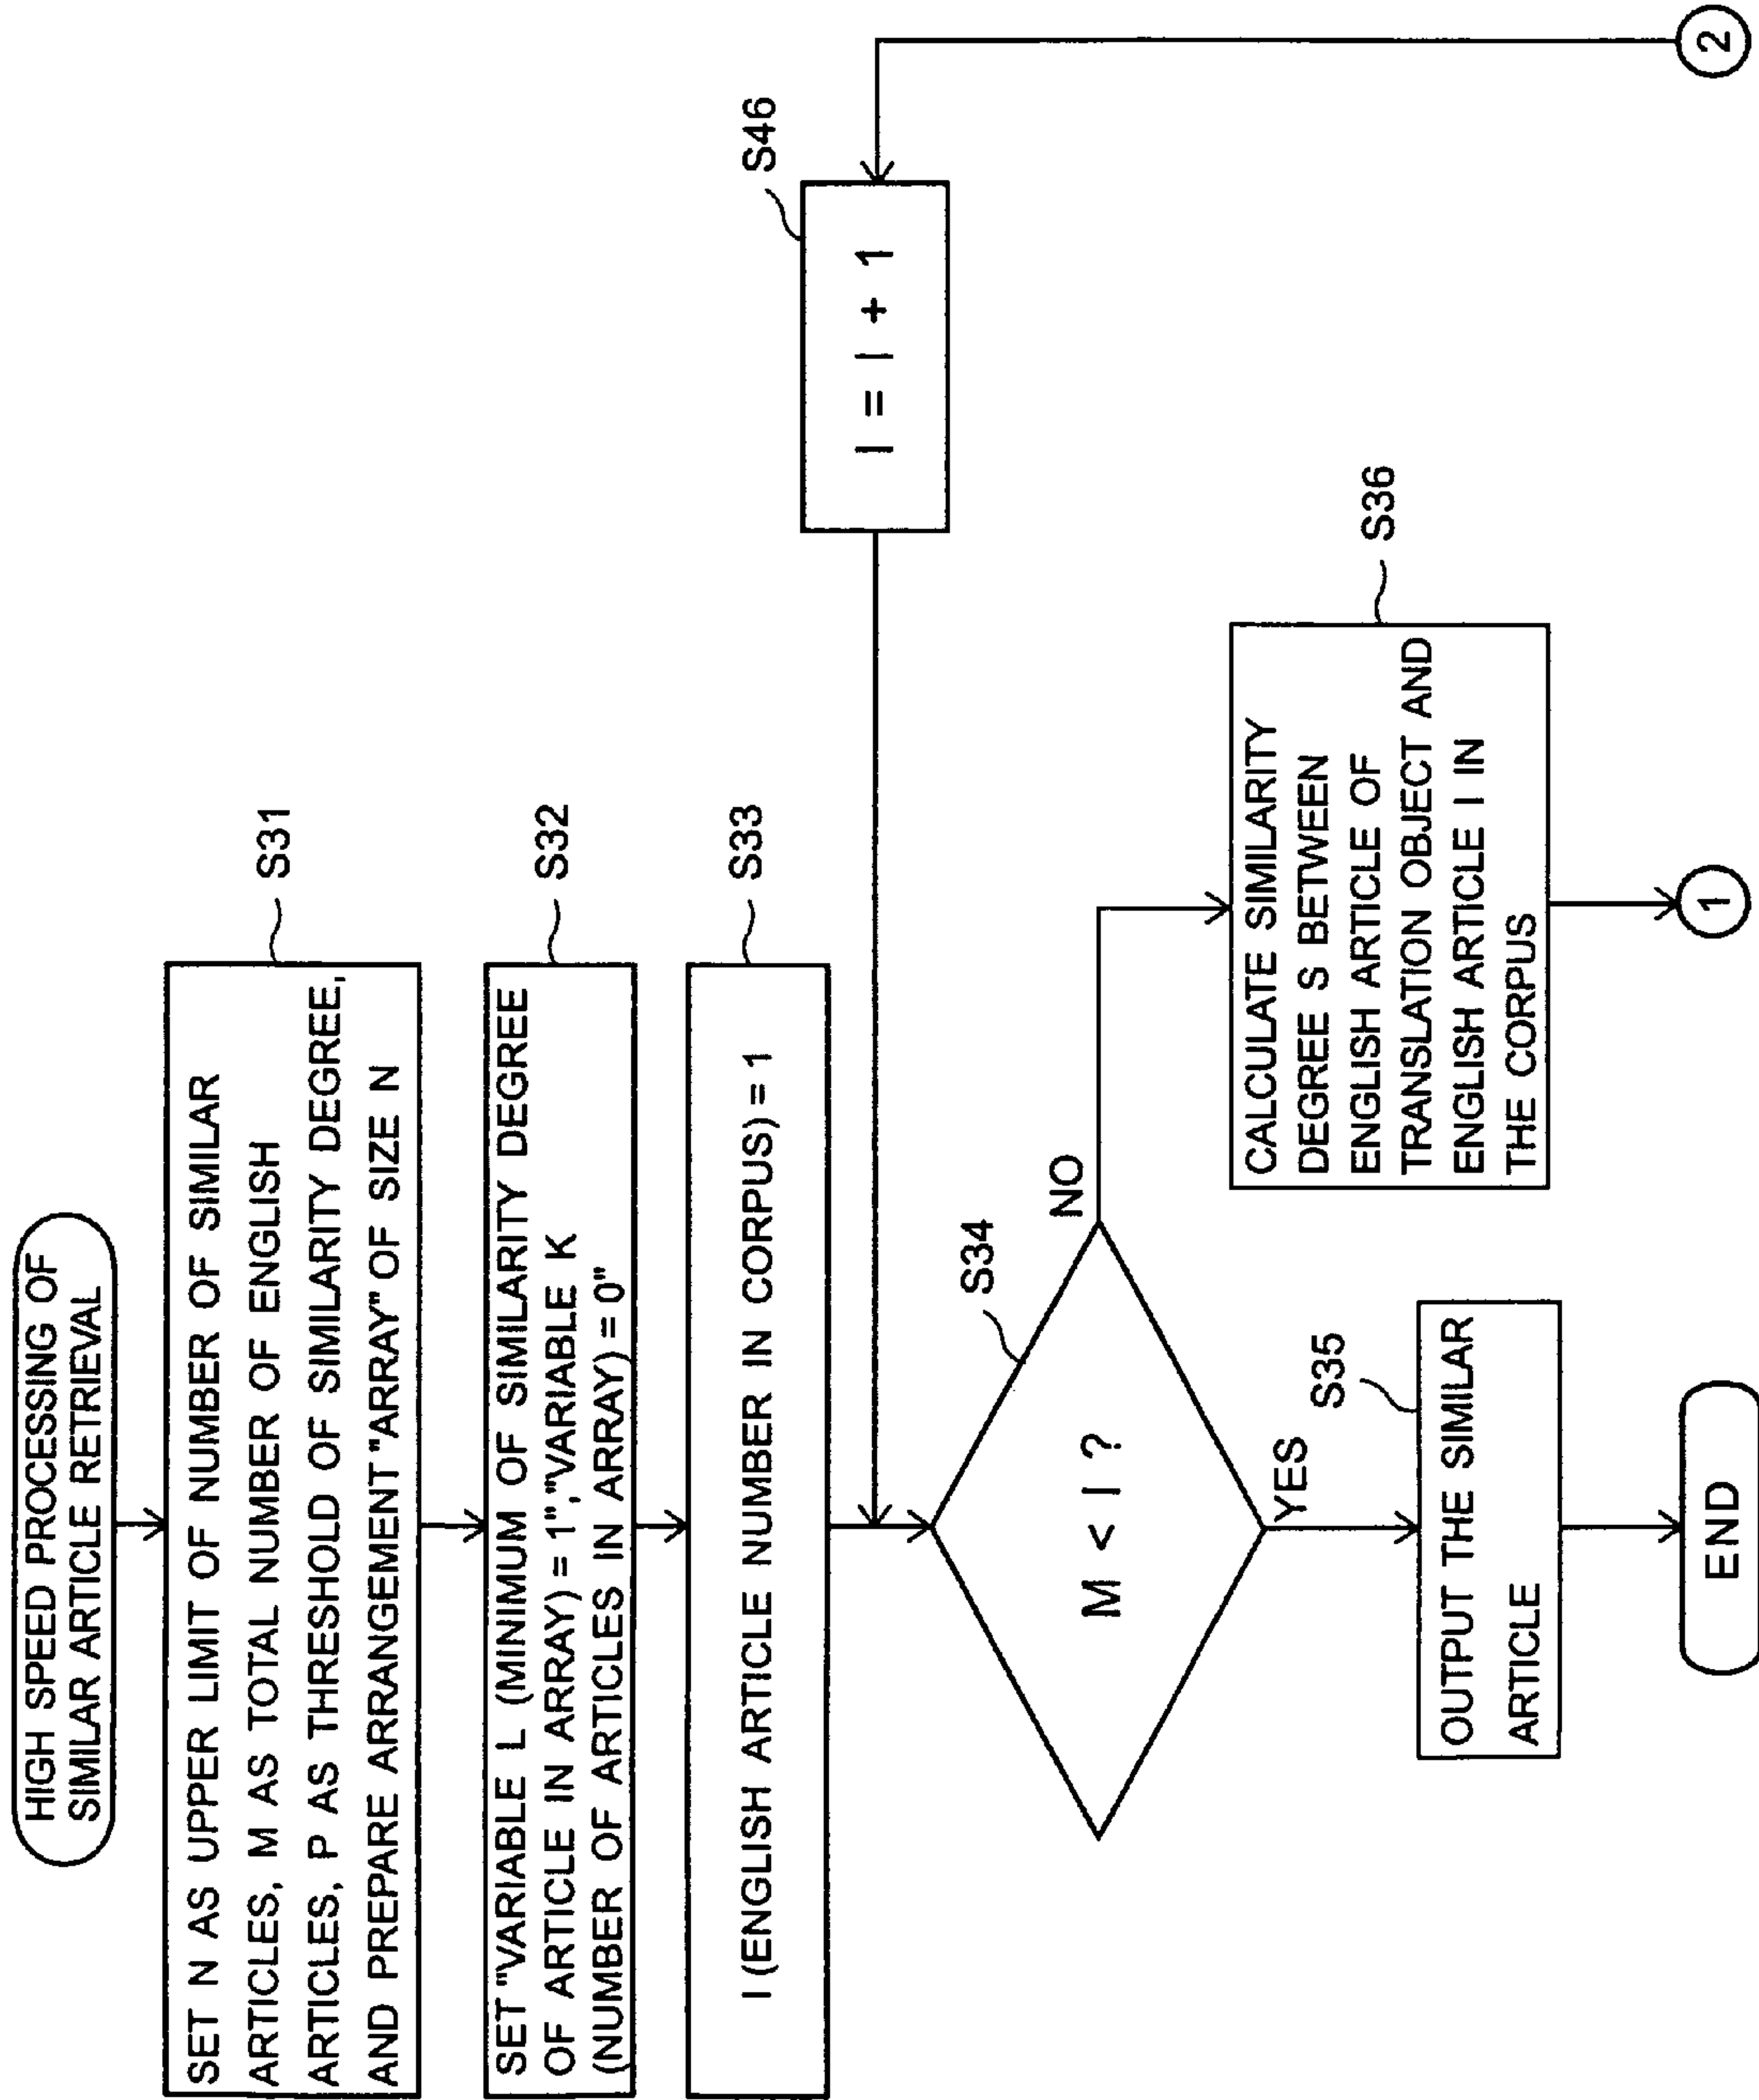 HIGH SPEED PROCESSING OF
SIMILAR ARTICLE RETRIEVAL
S31
SET N AS UPPER LIMIT OF NUMBER OF SIMILAR
ARTICLES, M AS TOTAL NUMBER OF ENGLISH
ARTICLES, P AS THRESHOLD OF SIMILARITY DEGREE,
AND PREPARE ARRANGEMENT "ARRAY" OF SIZE N
S32
SET "VARIABLE L (MINIMUM OF SIMILARITY DEGREE
OF ARTICLE IN ARRAY) = 1","VARIABLE K
(NUMBER OF ARTICLES IN ARRAY) = 0"
S33
I (ENGLISH ARTICLE NUMBER IN CORPUS) = 1
S46
I = I + 1
S34
M < I ?
NO
YES
S35
OUTPUT THE SIMILAR
ARTICLE
S36
CALCULATE SIMILARITY
DEGREE S BETWEEN
ENGLISH ARTICLE OF
TRANSLATION OBJECT AND
ENGLISH ARTICLE I IN
THE CORPUS
END
1
2